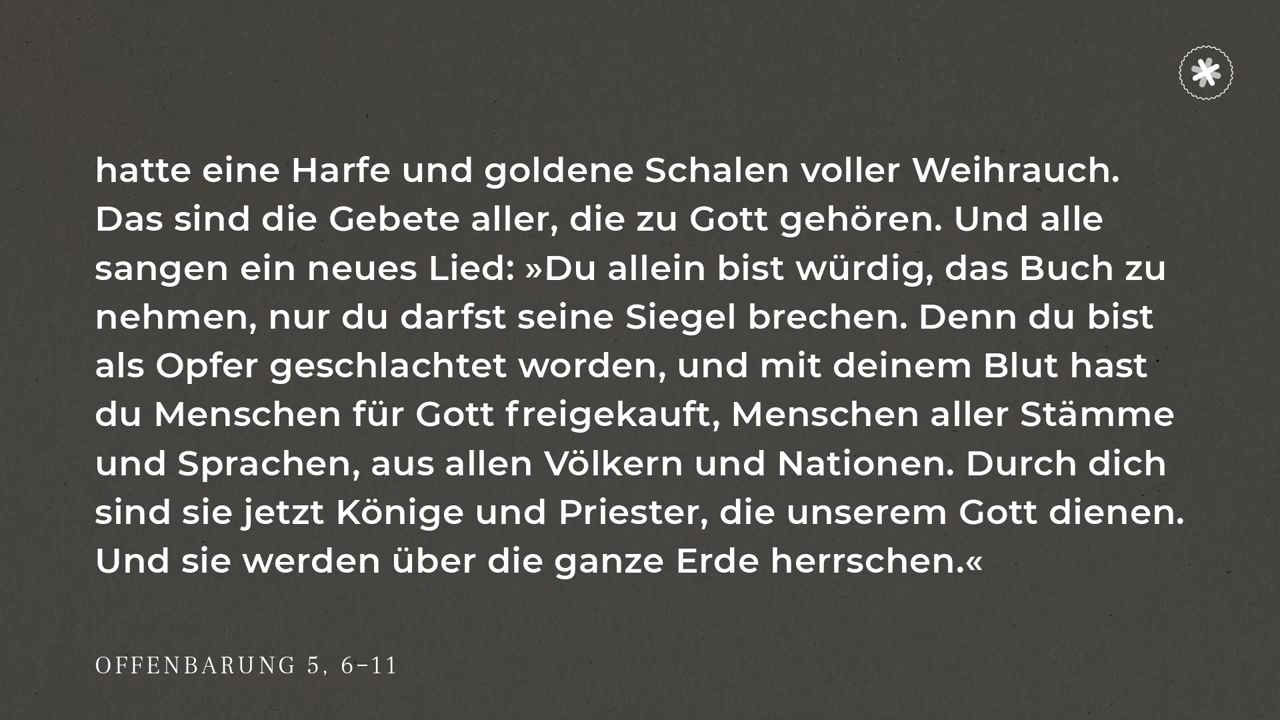 hatte eine Harfe und goldene Schalen voller Weihrauch.
Das sind die Gebete aller, die zu Gott gehören. Und alle
sangen ein neues Lied: »Du allein bist würdig, das Buch zu
nehmen, nur du darfst seine Siegel brechen. Denn du bist
als Opfer geschlachtet worden, und mit deinem Blut hast
du Menschen für Gott freigekauft, Menschen aller Stämme
und Sprachen, aus allen Völkern und Nationen. Durch dich
sind sie jetzt Könige und Priester, die unserem Gott dienen.
Und sie werden über die ganze Erde herrschen.«
OFFENBARUNG 5, 6–11